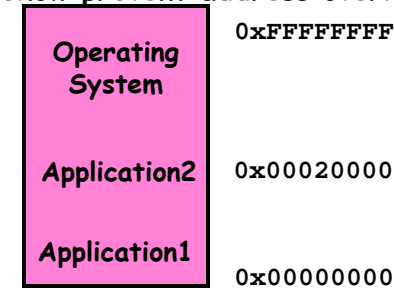 0xFFFFFFFF
Operating
System
Application2 0x00020000
Application1
0x00000000